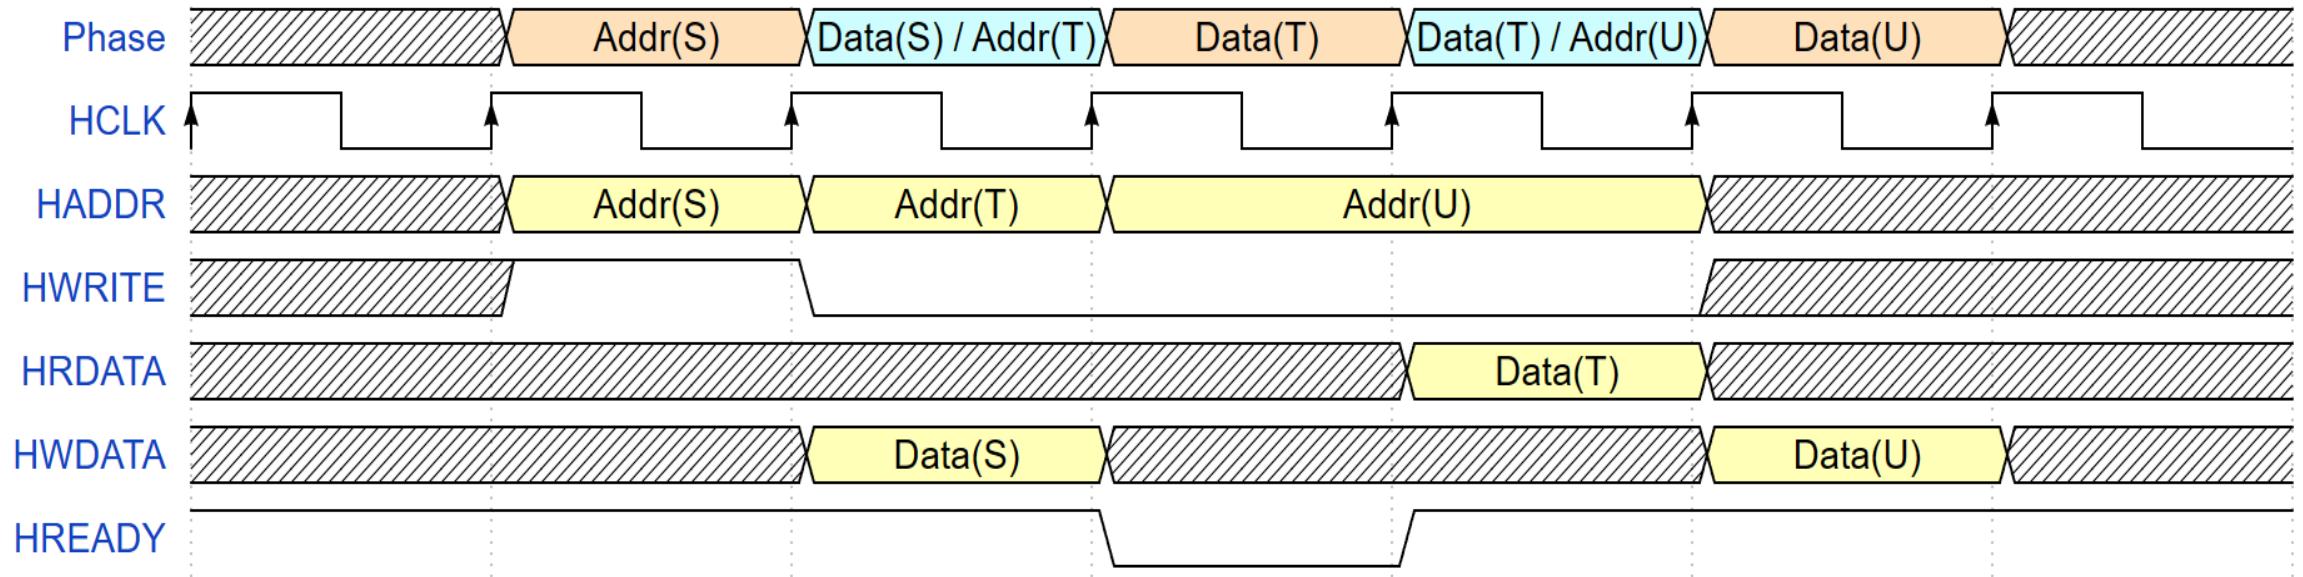 Phase Addr(S) Data(S) / Addr(T) Data(T) Data(T) / Addr(U) Data(U)
HCLK
HADDR Addr(S) Addr(T) Addr(U)
HWRITE
HRDATA Data(T)
HWDATA Data(S) Data(U)
HREADY